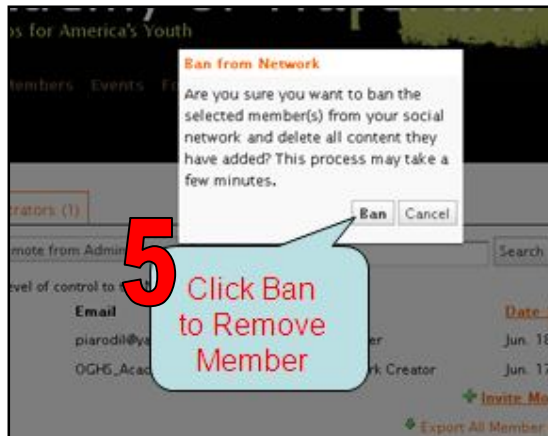 s for America's Youth
Members Events
Ban from Network
Are you sure you want to ban the
selected member(s) from your social
network and delete all content they
have added? This process may take a
few minutes.
Ban Cancel
rators (1)
mote from Admin Search
5
evel of control to
Click Ban
to Remove
Member
Email Date
piarodil@ya er Jun. 18
OGHS_Acad rk Creator Jun. 17
Invite Mo
Export All Member